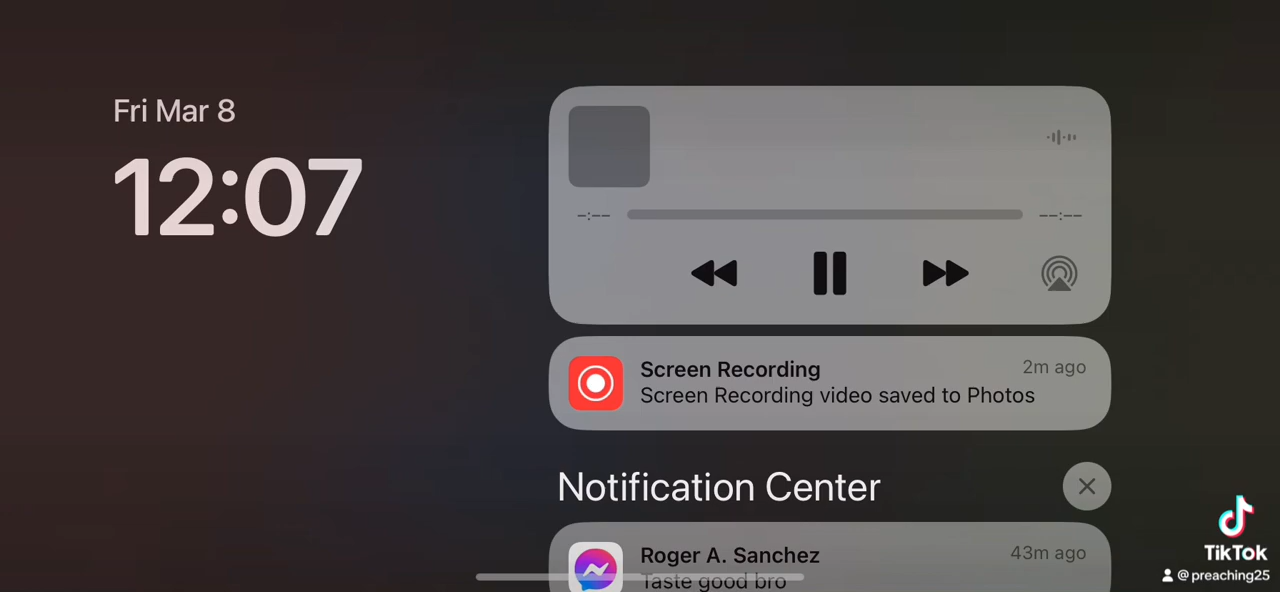 Fri Mar 8
12:07
-:-- --:--
Screen Recording 2m ago
Screen Recording video saved to Photos
Notification Center
Roger A. Sanchez 43m ago
Taste good bro
TikTok
@preaching25